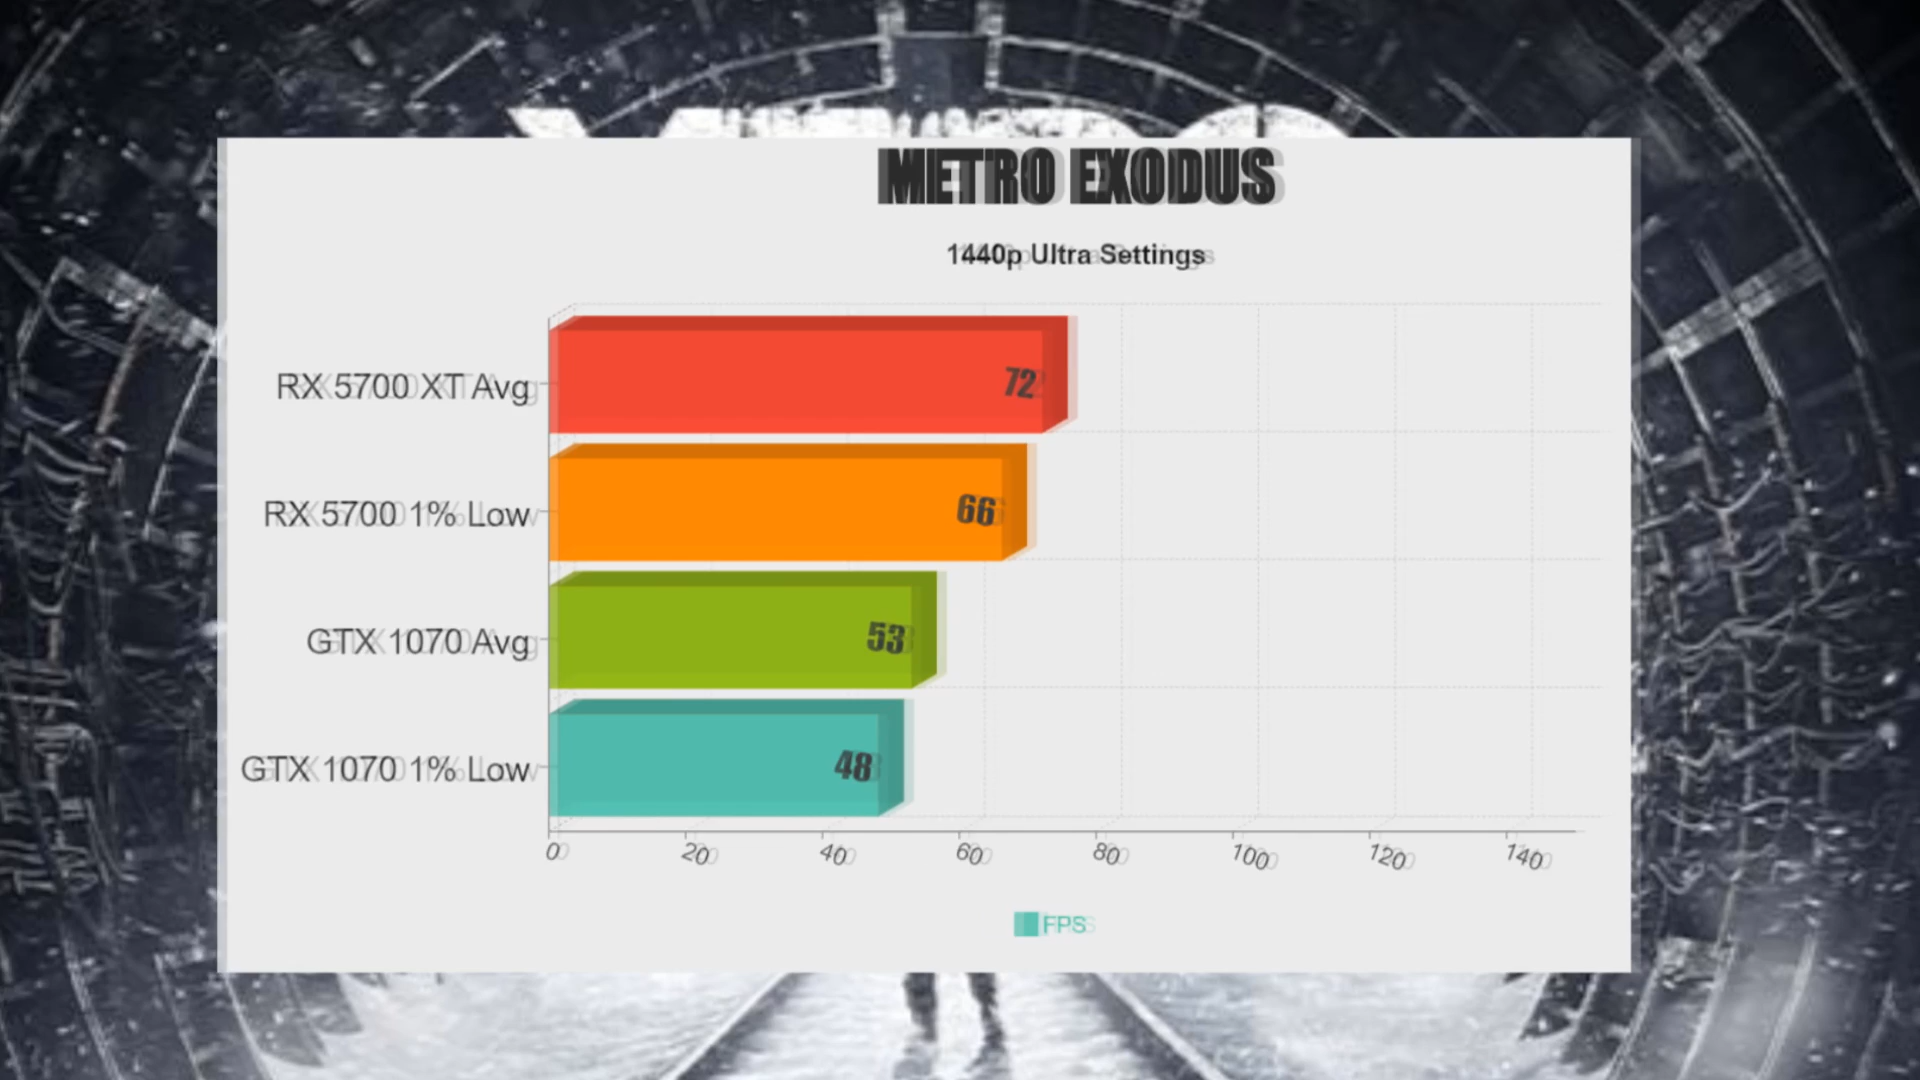 METRO EXODUS
1440p Ultra Settings
RX 5700 XT Avg
72
RX 5700 1% Low
66
GTX 1070 Avg
53
GTX 1070 1% Low
48
0 20 40 60 80 100 120 140
FPS